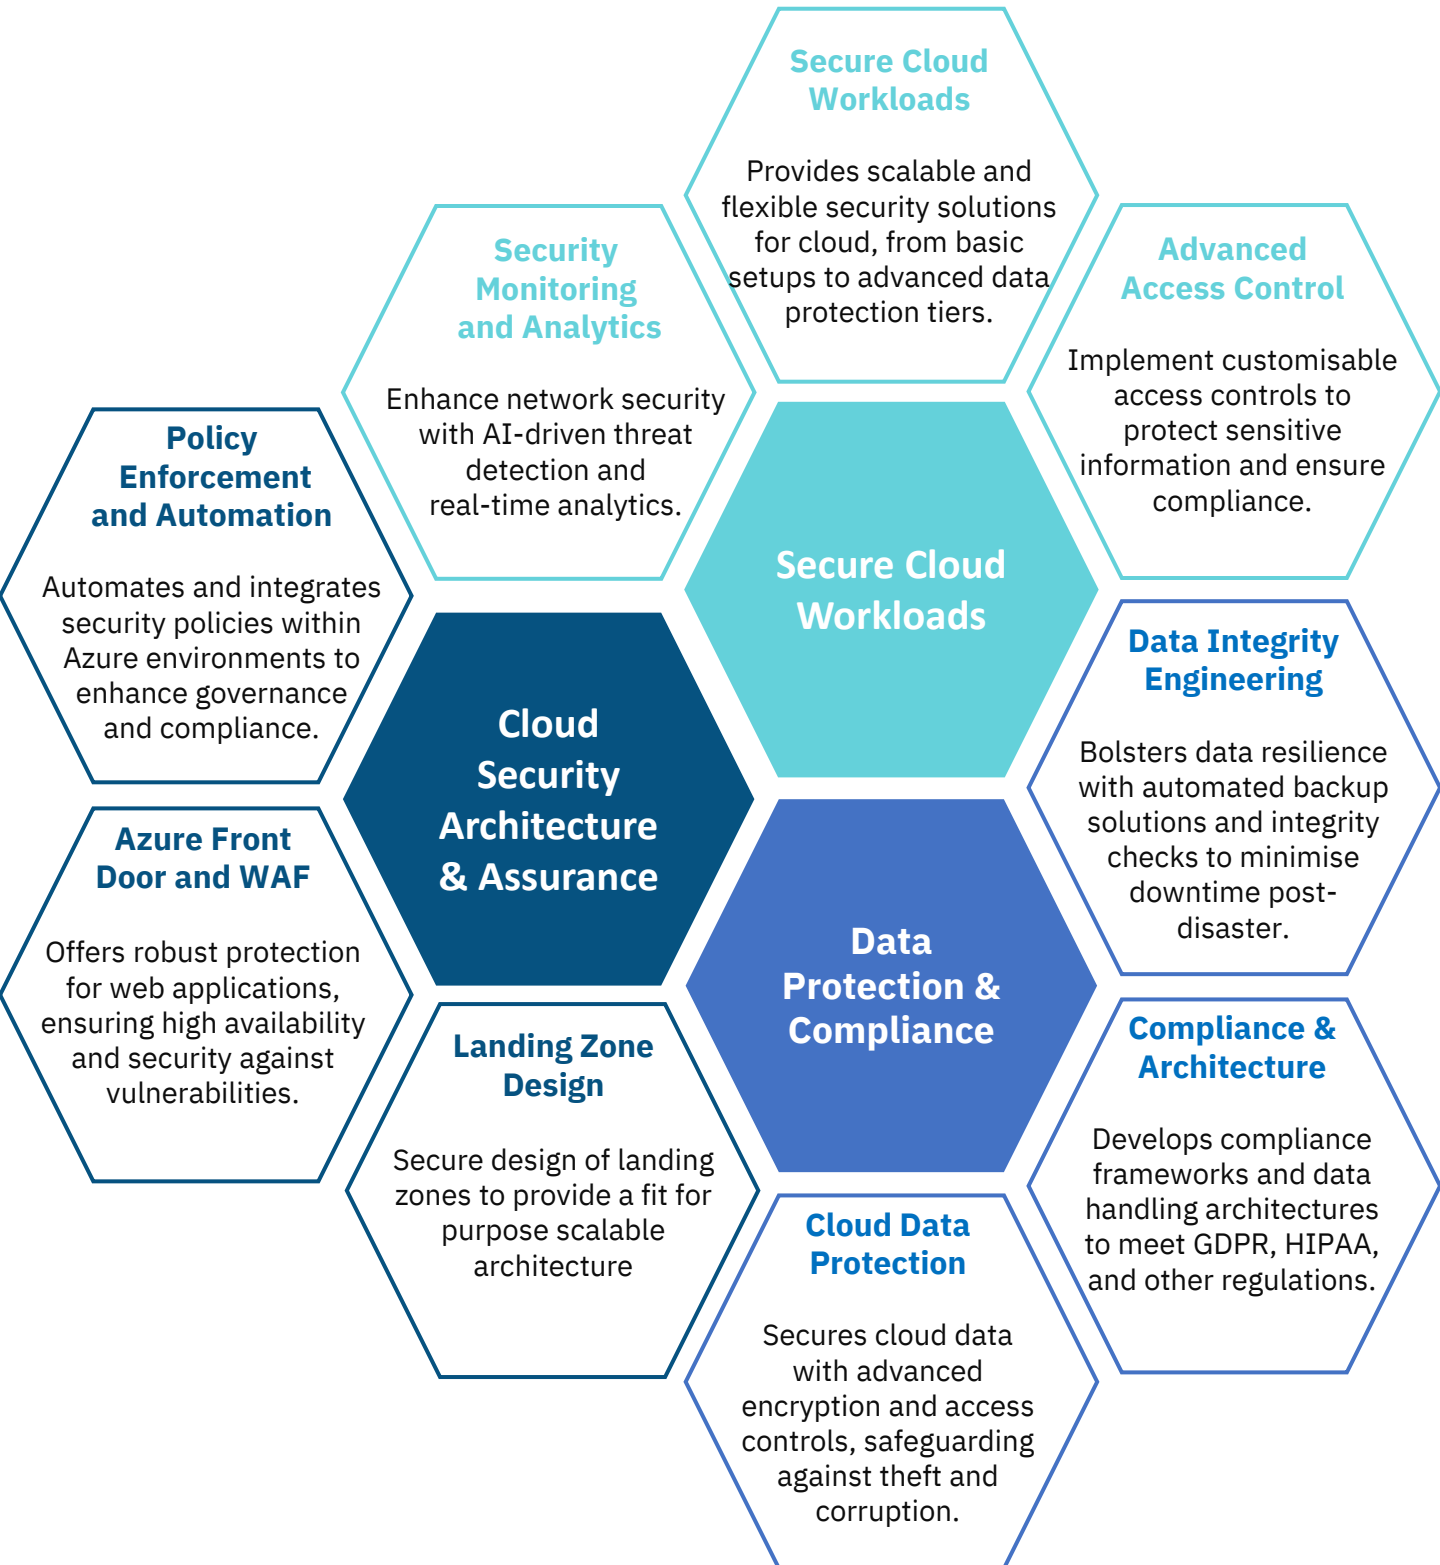 Secure Cloud
Workloads
Provides scalable and
flexible security solutions
for cloud, from basic
setups to advanced data
protection tiers.
Security
Monitoring
and Analytics
Enhance network security
with AI-driven threat
detection and
real-time analytics.
Advanced
Access Control
Implement customisable
access controls to
protect sensitive
information and ensure
compliance.
Policy
Enforcement
and Automation
Automates and integrates
security policies within
Azure environments to
enhance governance
and compliance.
Secure Cloud
Workloads
Cloud
Security
Architecture
& Assurance
Data Integrity
Engineering
Bolsters data resilience
with automated backup
solutions and integrity
checks to minimise
downtime post-
disaster.
Azure Front
Door and WAF
Offers robust protection
for web applications,
ensuring high availability
and security against
vulnerabilities.
Data
Protection &
Compliance
Landing Zone
Design
Secure design of landing
zones to provide a fit for
purpose scalable
architecture
Compliance &
Architecture
Develops compliance
frameworks and data
handling architectures
to meet GDPR, HIPAA,
and other regulations.
Cloud Data
Protection
Secures cloud data
with advanced
encryption and access
controls, safeguarding
against theft and
corruption.